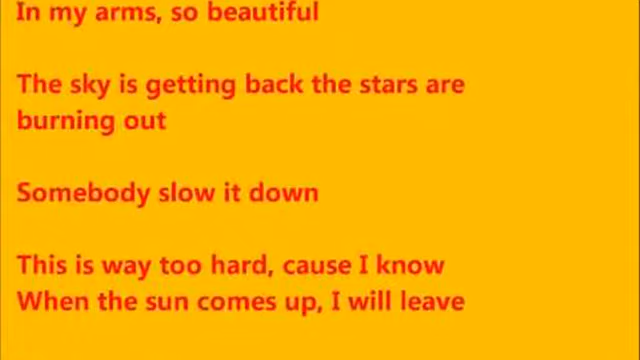 In my arms, so beautiful
The sky is getting back the stars are
burning out
Somebody slow it down
This is way too hard, cause I know
When the sun comes up, I will leave